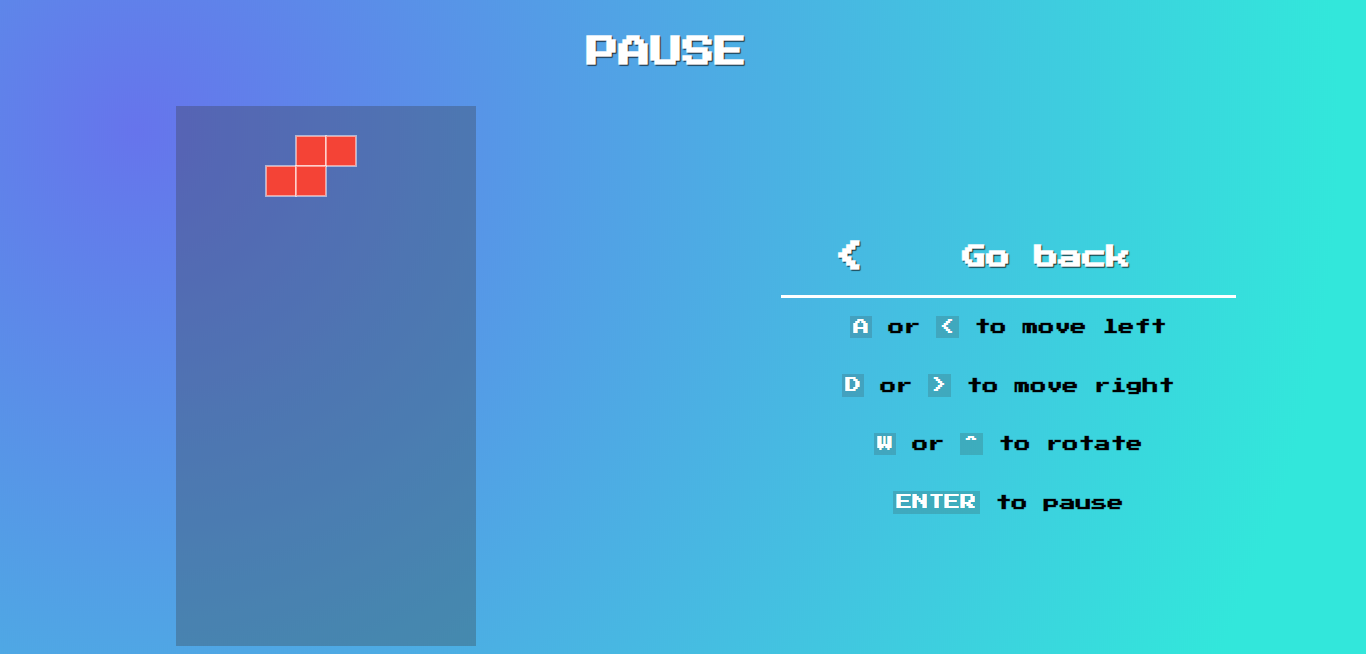 PAUSE
< Go back
A or < to move left
D or > to move right
W or ^ to rotate
ENTER to pause